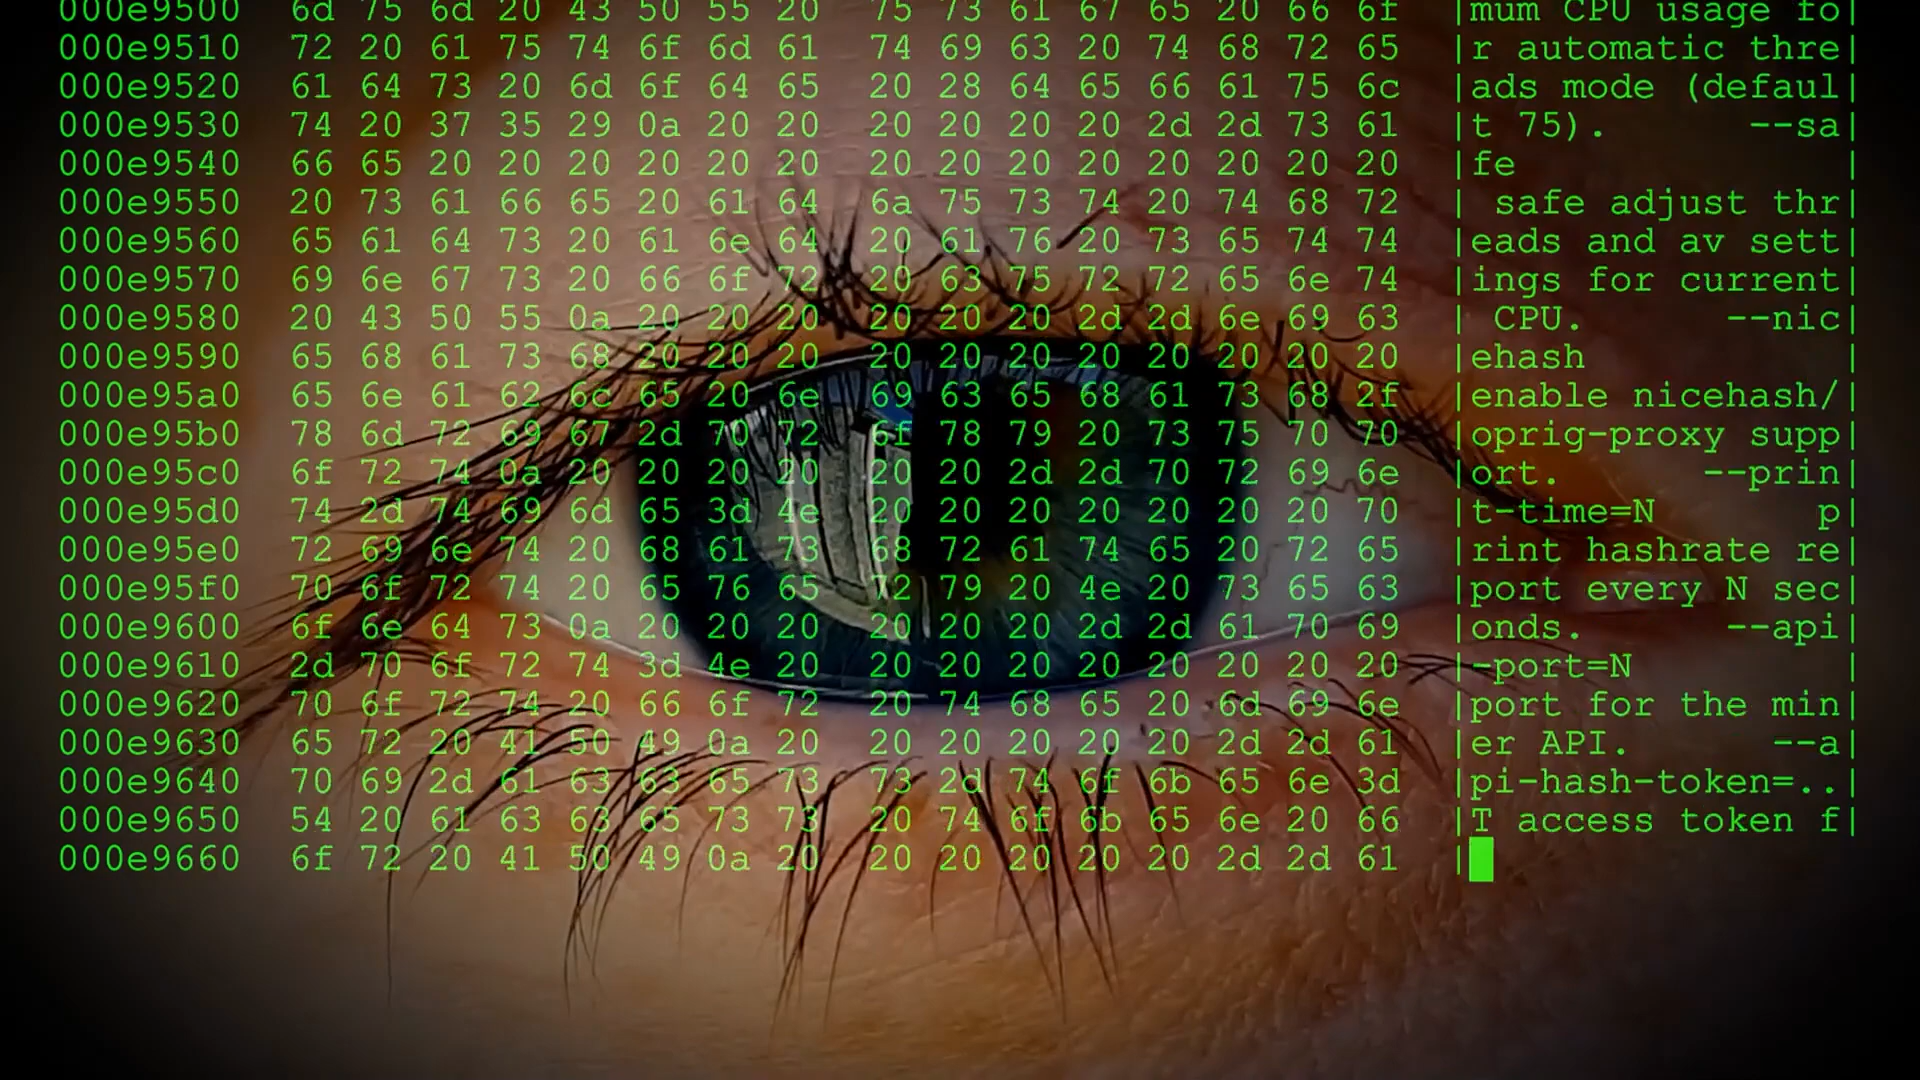 000e9500 6d 75 6d 20 43 50 55 20 75 73 61 67 65 20 66 6f |mum CPU usage fo|
000e9510 72 20 61 75 74 6f 6d 61 74 69 63 20 74 68 72 65 |r automatic thre|
000e9520 61 64 73 20 6d 6f 64 65 20 28 64 65 66 61 75 6c |ads mode (defaul|
000e9530 74 20 37 35 29 0a 20 20 20 20 20 20 2d 2d 73 61 |t 75). --sa|
000e9540 66 65 20 20 20 20 20 20 20 20 20 20 20 20 20 20 |fe |
000e9550 20 73 61 66 65 20 61 64 6a 75 73 74 20 74 68 72 | safe adjust thr|
000e9560 65 61 64 73 20 61 6e 64 20 61 76 20 73 65 74 74 |eads and av sett|
000e9570 69 6e 67 73 20 66 6f 72 20 63 75 72 72 65 6e 74 |ings for current|
000e9580 20 43 50 55 0a 20 20 20 20 20 20 2d 2d 6e 69 63 | CPU. --nic|
000e9590 65 68 61 73 68 20 20 20 20 20 20 20 20 20 20 20 |ehash |
000e95a0 65 6e 61 62 6c 65 20 6e 69 63 65 68 61 73 68 2f |enable nicehash/|
000e95b0 78 6d 72 69 67 2d 70 72 6f 78 79 20 73 75 70 70 |oprig-proxy supp|
000e95c0 6f 72 74 0a 20 20 20 20 20 20 2d 2d 70 72 69 6e |ort. --prin|
000e95d0 74 2d 74 69 6d 65 3d 4e 20 20 20 20 20 20 20 70 |t-time=N p|
000e95e0 72 69 6e 74 20 68 61 73 68 72 61 74 65 20 72 65 |rint hashrate re|
000e95f0 70 6f 72 74 20 65 76 65 72 79 20 4e 20 73 65 63 |port every N sec|
000e9600 6f 6e 64 73 0a 20 20 20 20 20 20 2d 2d 61 70 69 |onds. --api|
000e9610 2d 70 6f 72 74 3d 4e 20 20 20 20 20 20 20 20 20 |-port=N |
000e9620 70 6f 72 74 20 66 6f 72 20 74 68 65 20 6d 69 6e |port for the min|
000e9630 65 72 20 41 50 49 0a 20 20 20 20 20 20 2d 2d 61 |er API. --a|
000e9640 70 69 2d 61 63 63 65 73 73 2d 74 6f 6b 65 6e 3d |pi-hash-token=..|
000e9650 54 20 61 63 63 65 73 73 20 74 6f 6b 65 6e 20 66 |T access token f|
000e9660 6f 72 20 41 50 49 0a 20 20 20 20 20 20 2d 2d 61 |